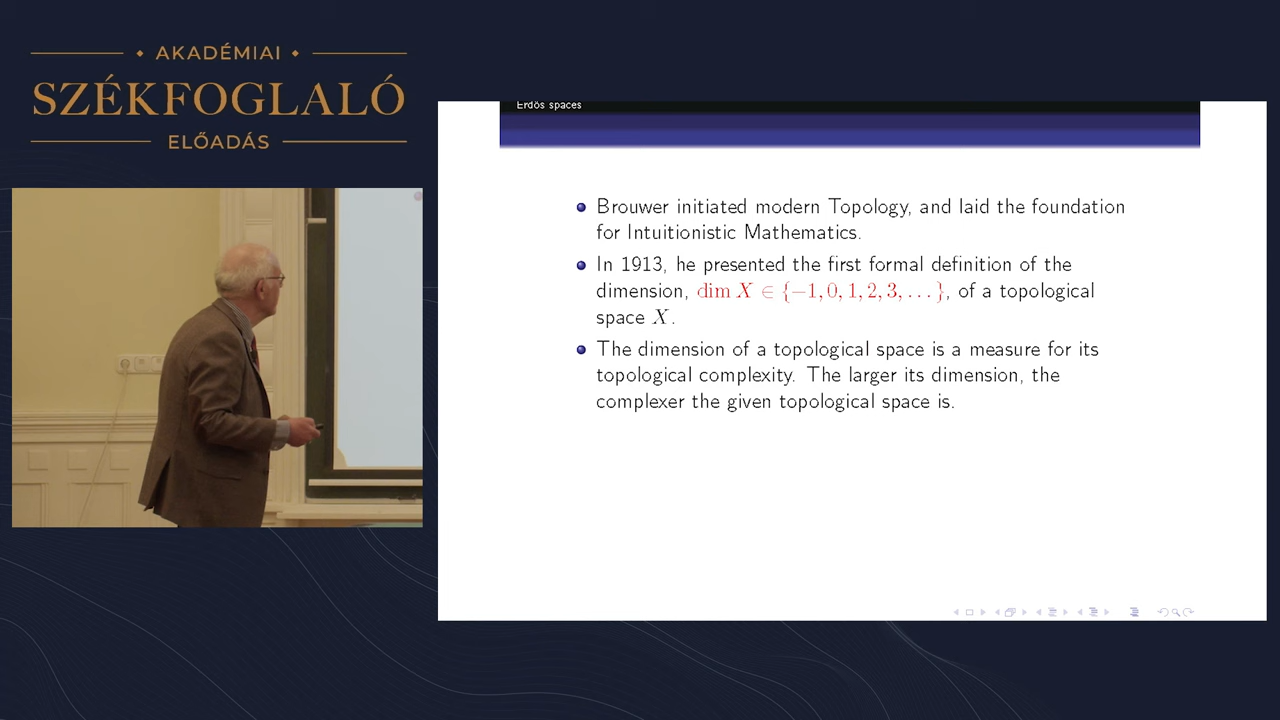 AKADÉMIAI
SZÉKFOGLALÓ
ELŐADÁS
Erdős spaces
Brouwer initiated modern Topology, and laid the foundation
for Intuitionistic Mathematics.
In 1913, he presented the first formal definition of the
dimension, dim X ∈ {−1, 0, 1, 2, 3, . . . }, of a topological
space X.
The dimension of a topological space is a measure for its
topological complexity. The larger its dimension, the
complexer the given topological space is.